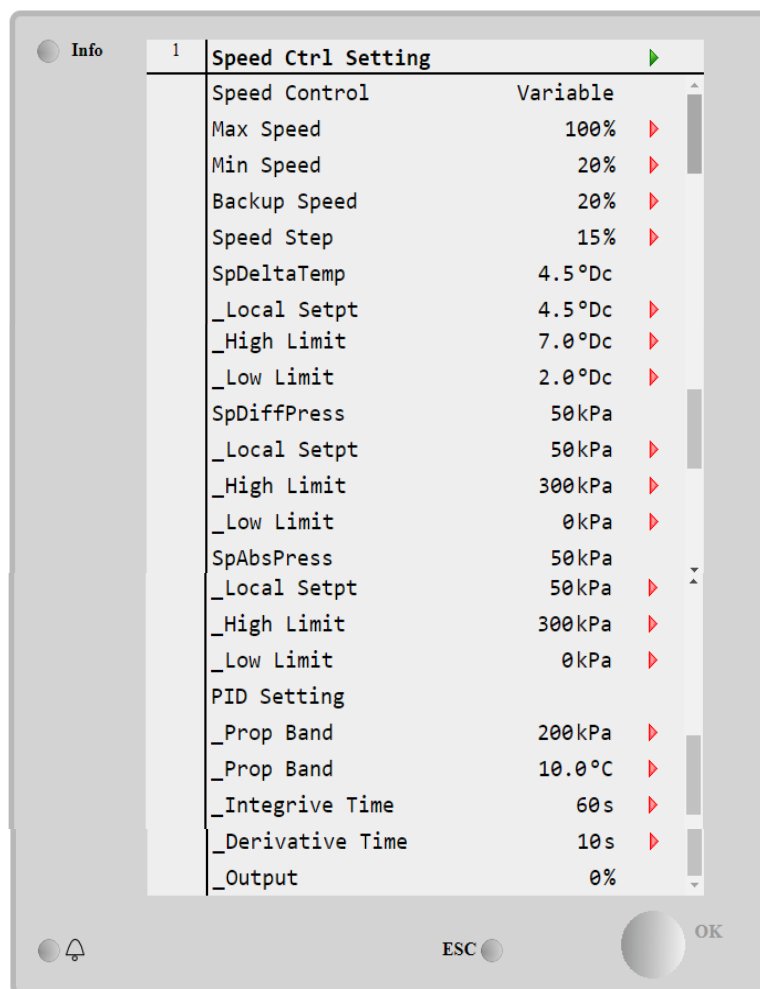 Info
1 Speed Ctrl Setting
Speed Control Variable
Max Speed 100%
Min Speed 20%
Backup Speed 20%
Speed Step 15%
SpDeltaTemp 4.5°Dc
_Local Setpt 4.5°Dc
_High Limit 7.0°Dc
_Low Limit 2.0°Dc
SpDiffPress 50kPa
_Local Setpt 50kPa
_High Limit 300kPa
_Low Limit 0kPa
SpAbsPress 50kPa
_Local Setpt 50kPa
_High Limit 300kPa
_Low Limit 0kPa
PID Setting
_Prop Band 200kPa
_Prop Band 10.0°C
_Integrive Time 60s
_Derivative Time 10s
_Output 0%
ESC OK